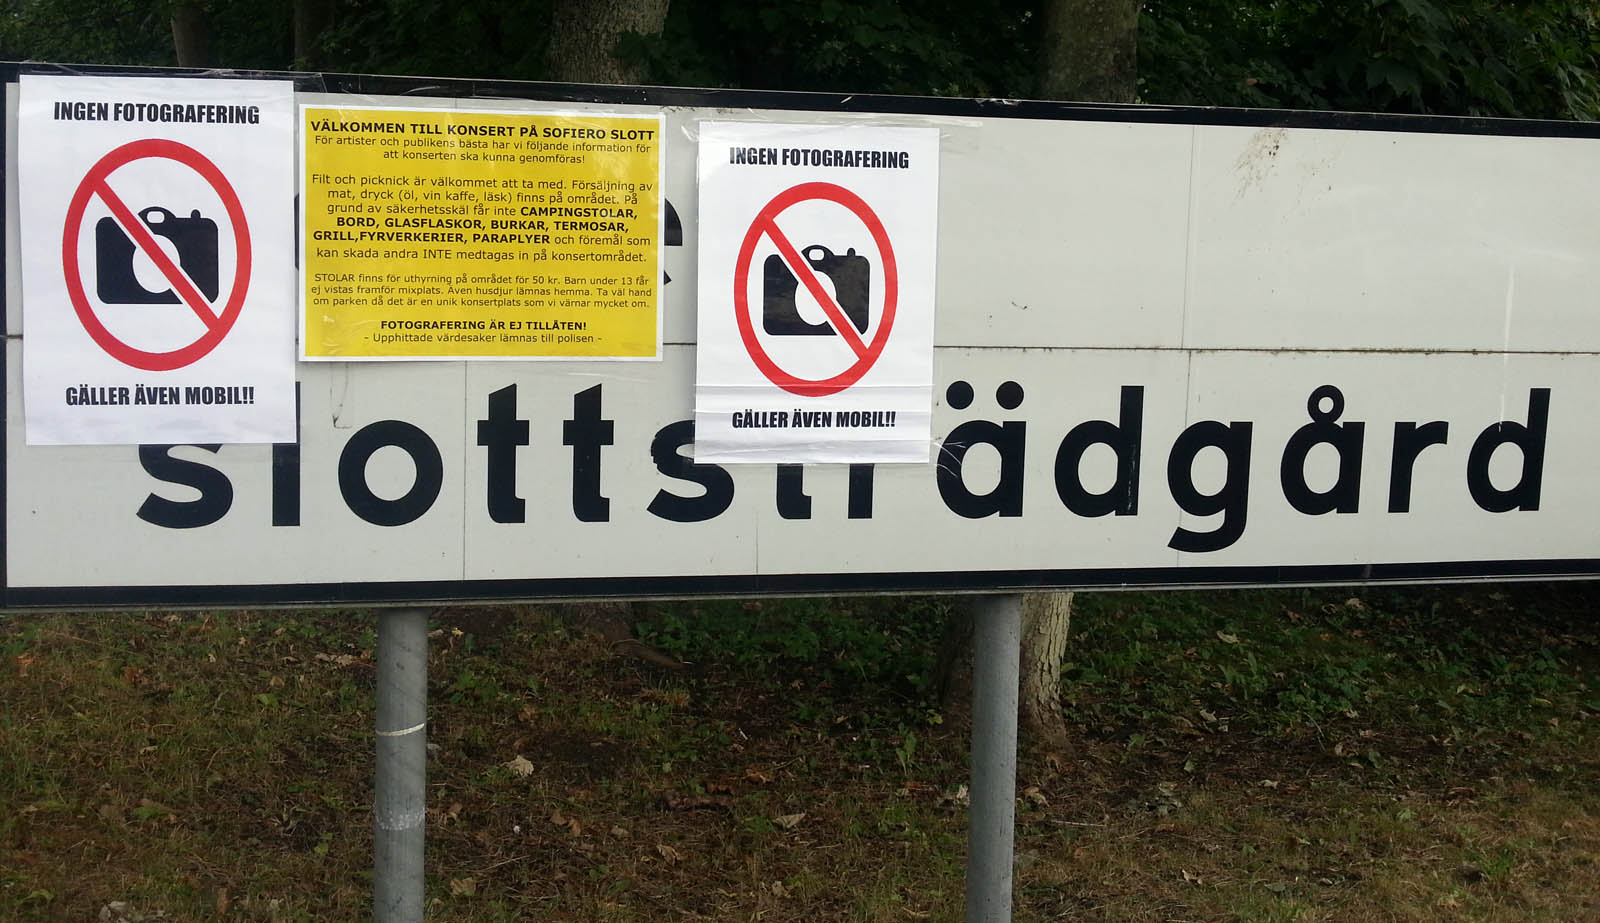 INGEN FOTOGRAFERING
GÄLLER ÄVEN MOBIL!!
VÄLKOMMEN TILL KONSERT PÅ SOFIERO SLOTT
För artister och publikens bästa har vi följande information för
att konserten ska kunna genomföras!
Filt och picknick är välkommet att ta med. Försäljning av
mat, dryck (öl, vin kaffe, läsk) finns på området. På
grund av säkerhetsskäl får inte CAMPINGSTOLAR,
BORD, GLASFLASKOR, BURKAR, TERMOSAR,
GRILL,FYRVERKERIER, PARAPLYER och föremål som
kan skada andra INTE medtagas in på konsertområdet.
STOLAR finns för uthyrning på området för 50 kr. Barn under 13 får
ej vistas framför mixplats. Även husdjur lämnas hemma. Ta väl hand
om parken då det är en unik konsertplats som vi värnar mycket om.
FOTOGRAFERING ÄR EJ TILLÅTEN!
- Upphittade värdesaker lämnas till polisen -
INGEN FOTOGRAFERING
GÄLLER ÄVEN MOBIL!!
slottsträdgård